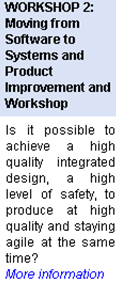 WORKSHOP 2:
Moving from
Software to
Systems and
Product
Improvement and
Workshop
Is it possible to
achieve a high
quality integrated
design, a high
level of safety, to
produce at high
quality and staying
agile at the same
time?
More information